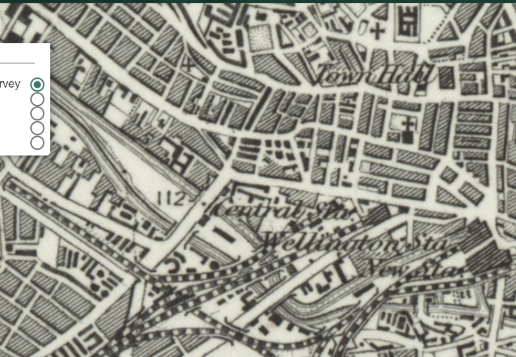 Town Hall
rvey
112
Central Sta.
Wellington Sta.
New Sta.